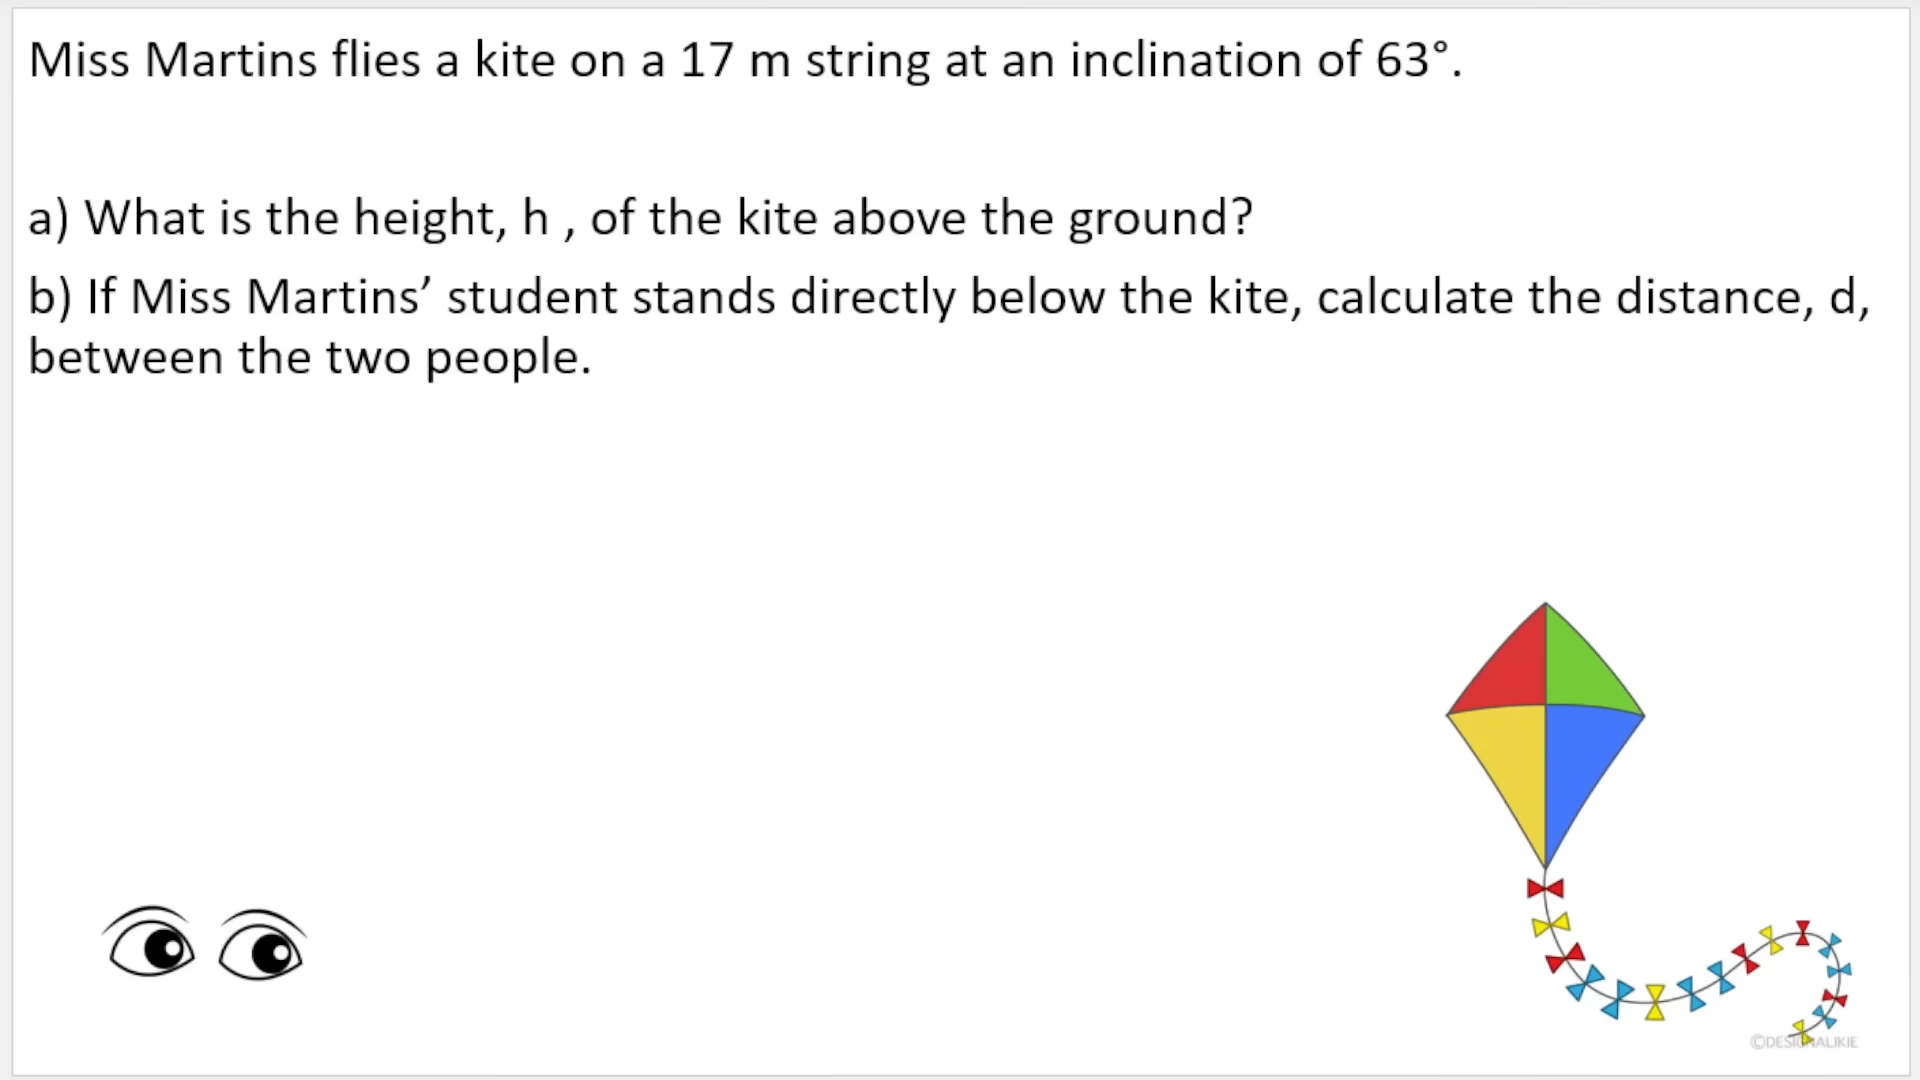 Miss Martins flies a kite on a 17 m string at an inclination of 63°.
a) What is the height, h , of the kite above the ground?
b) If Miss Martins’ student stands directly below the kite, calculate the distance, d,
between the two people.
©DESIGNALIKIE